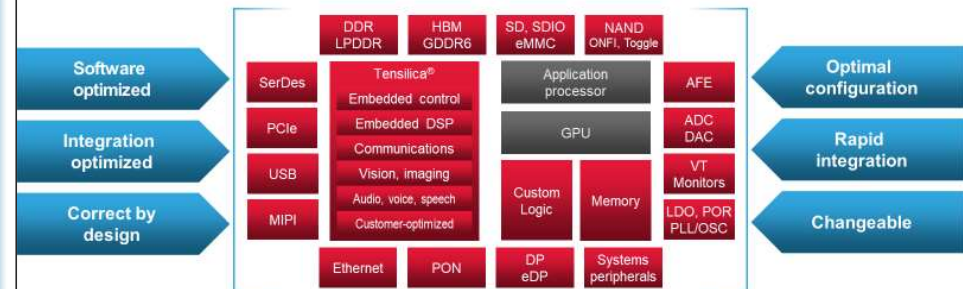 DDR
LPDDR
HBM
GDDR6
SD, SDIO
eMMC
NAND
ONFI, Toggle
Software
optimized
Integration
optimized
Correct by
design
SerDes
PCIe
USB
MIPI
Tensilica®
Embedded control
Embedded DSP
Communications
Vision, imaging
Audio, voice, speech
Customer-optimized
Application
processor
GPU
Custom
Logic
Memory
AFE
ADC
DAC
VT
Monitors
LDO, POR
PLL/OSC
Optimal
configuration
Rapid
integration
Changeable
Ethernet
PON
DP
eDP
Systems
peripherals